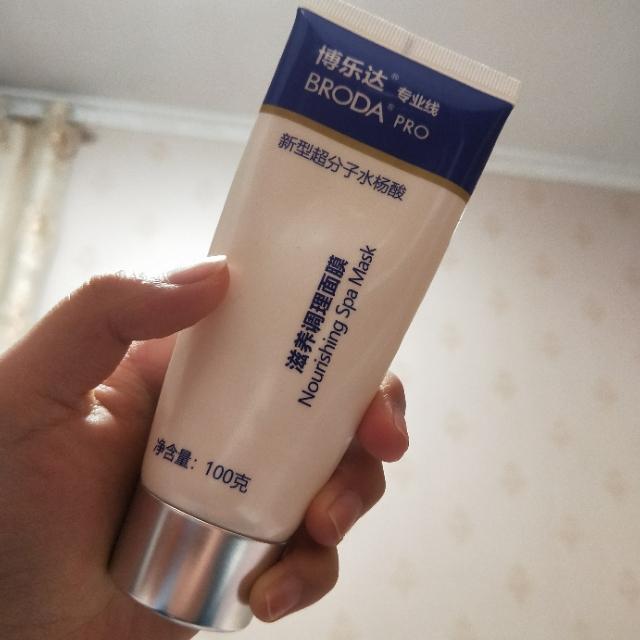 博乐达® 专业线
BRODA® PRO
新型超分子水杨酸
滋养调理面膜
Nourishing Spa Mask
净含量：100克